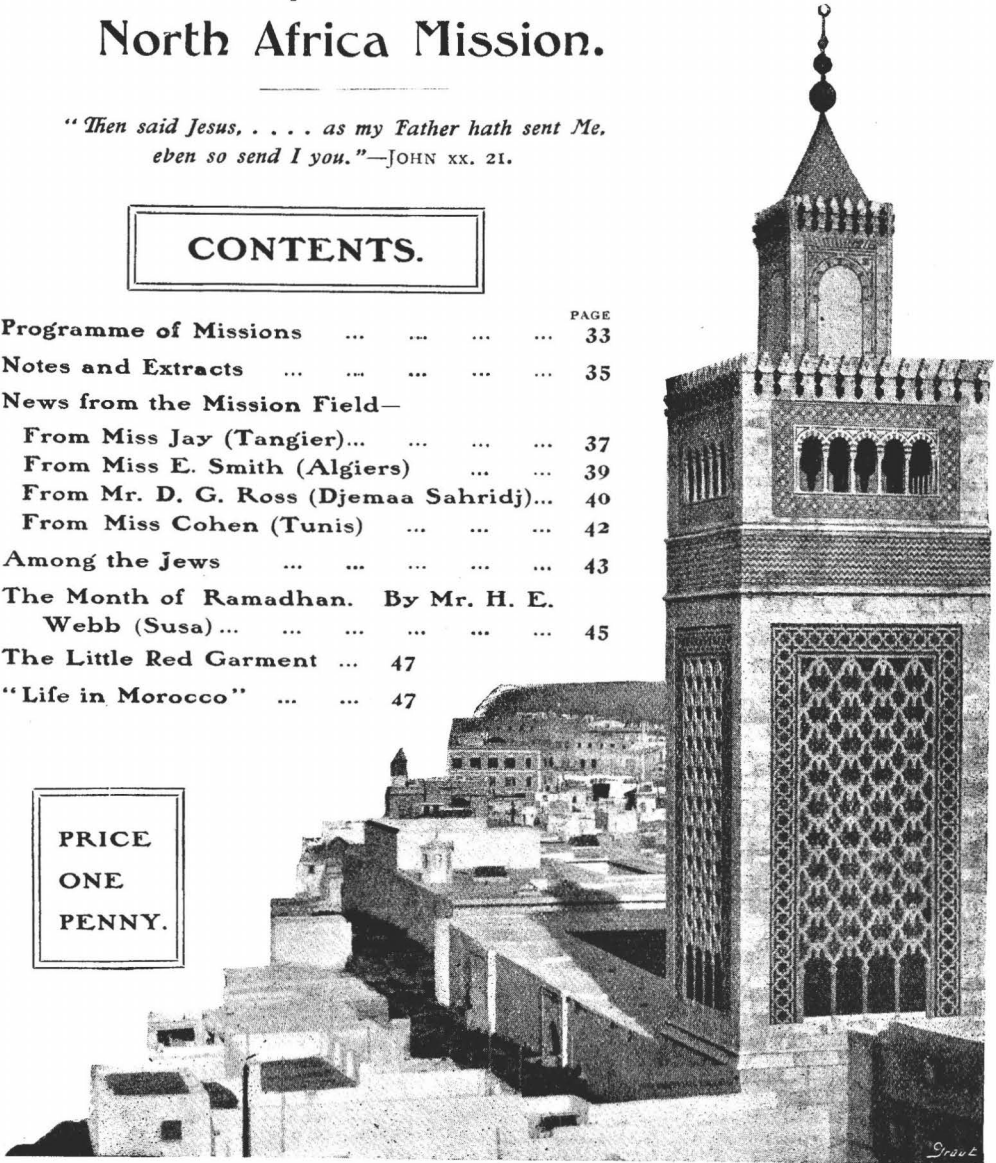 North Africa Mission.
"Then said Jesus, . . . . as my Father hath sent Me,
eben so send I you."—JOHN xx. 21.
CONTENTS.
PAGE
Programme of Missions ... ... ... ... 33
Notes and Extracts ... ... ... ... ... 35
News from the Mission Field—
From Miss Jay (Tangier)... ... ... ... 37
From Miss E. Smith (Algiers) ... ... 39
From Mr. D. G. Ross (Djemaa Sahridj)... 40
From Miss Cohen (Tunis) ... ... ... 42
Among the Jews ... ... ... ... ... 43
The Month of Ramadhan. By Mr. H. E.
Webb (Susa)... ... ... ... ... ... 45
The Little Red Garment ... 47
"Life in Morocco" ... ... 47
PRICE
ONE
PENNY.